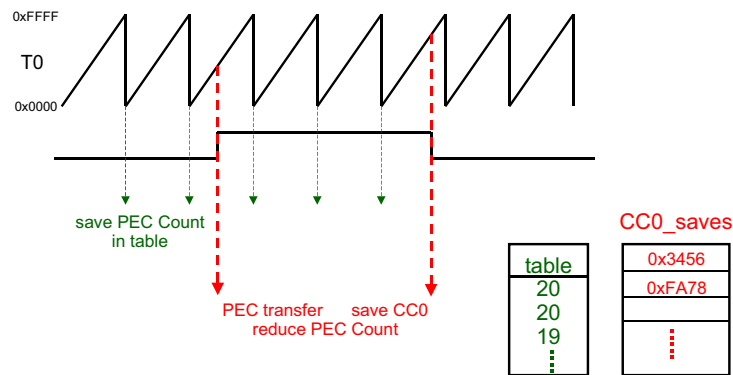 0xFFFF
T0
0x0000
save PEC Count
in table
CC0_saves
table
0x3456
20
0xFA78
20
19
PEC transfer save CC0
reduce PEC Count